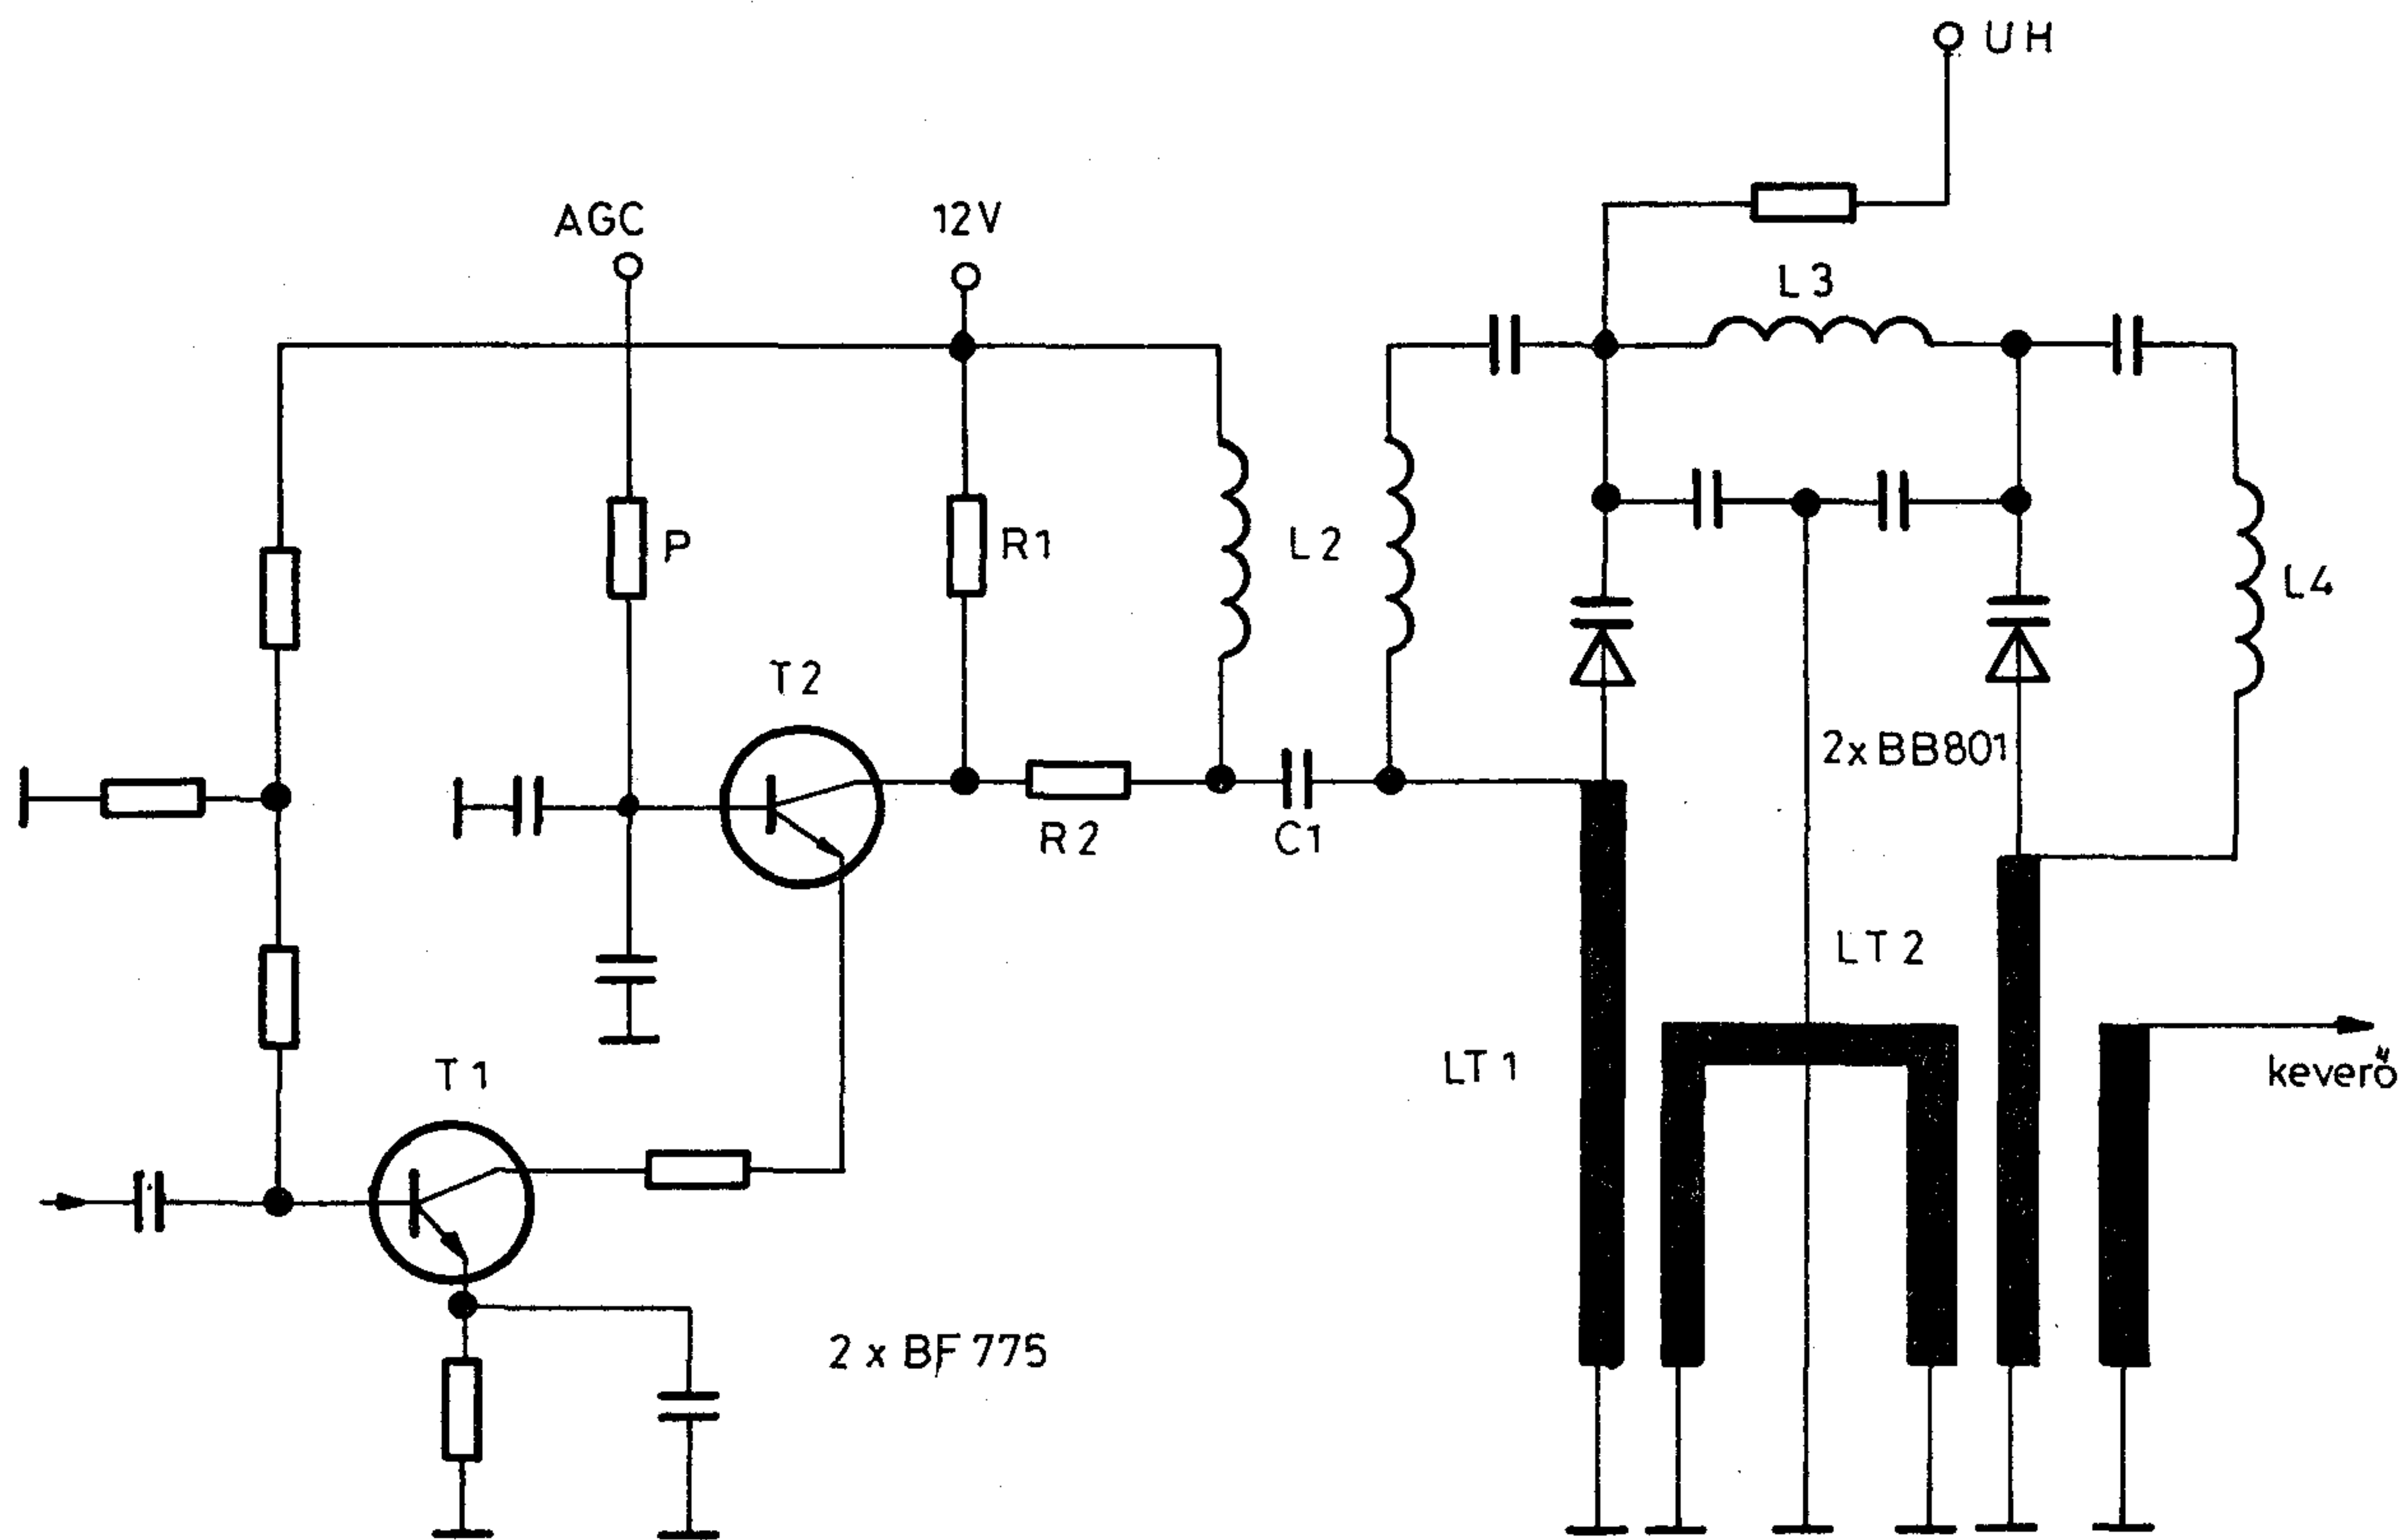 UH
AGC
12V
L3
P
R1
L2
L4
T2
2xBB801
R2
C1
LT2
T1
LT1
keverő
2 x BF 775